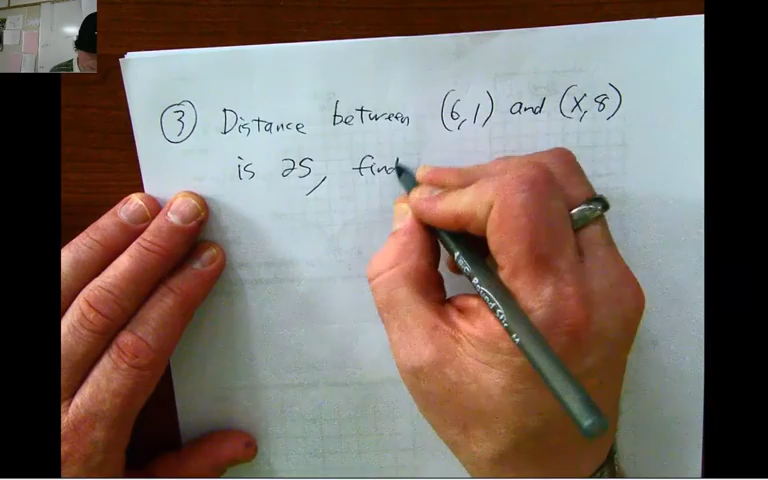 ③ Distance between (6,1) and (x,8)
is 25, find